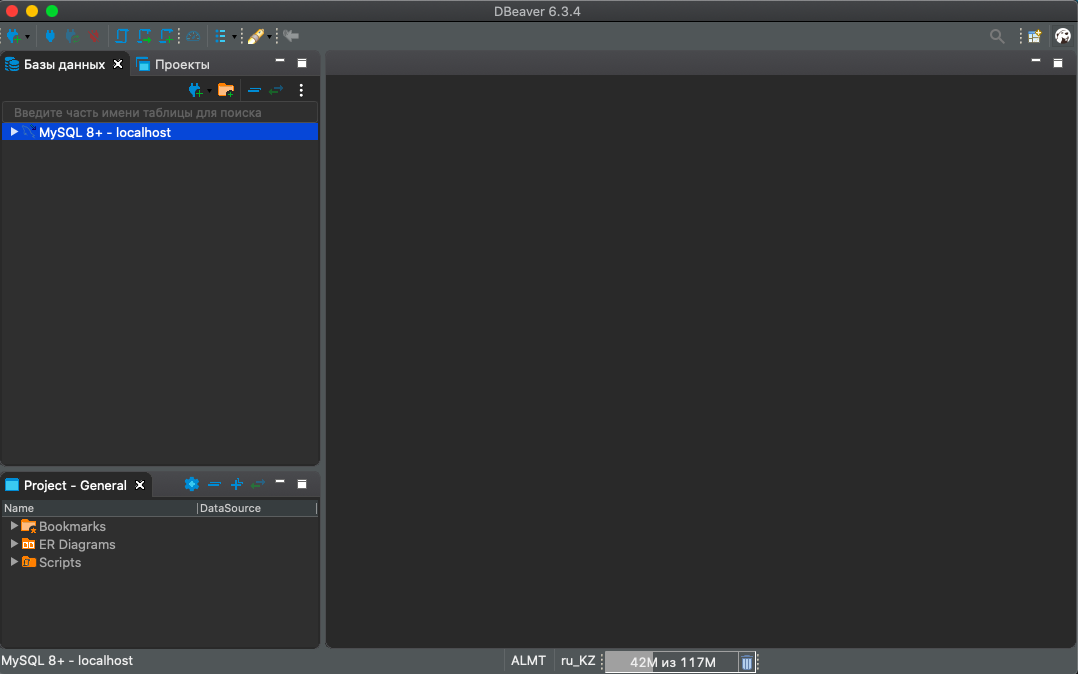 DBeaver 6.3.4
Базы данных
Проекты
Введите часть имени таблицы для поиска
MySQL 8+ - localhost
Project - General
Name DataSource
Bookmarks
ER Diagrams
Scripts
MySQL 8+ - localhost ALMT ru_KZ 42M из 117M